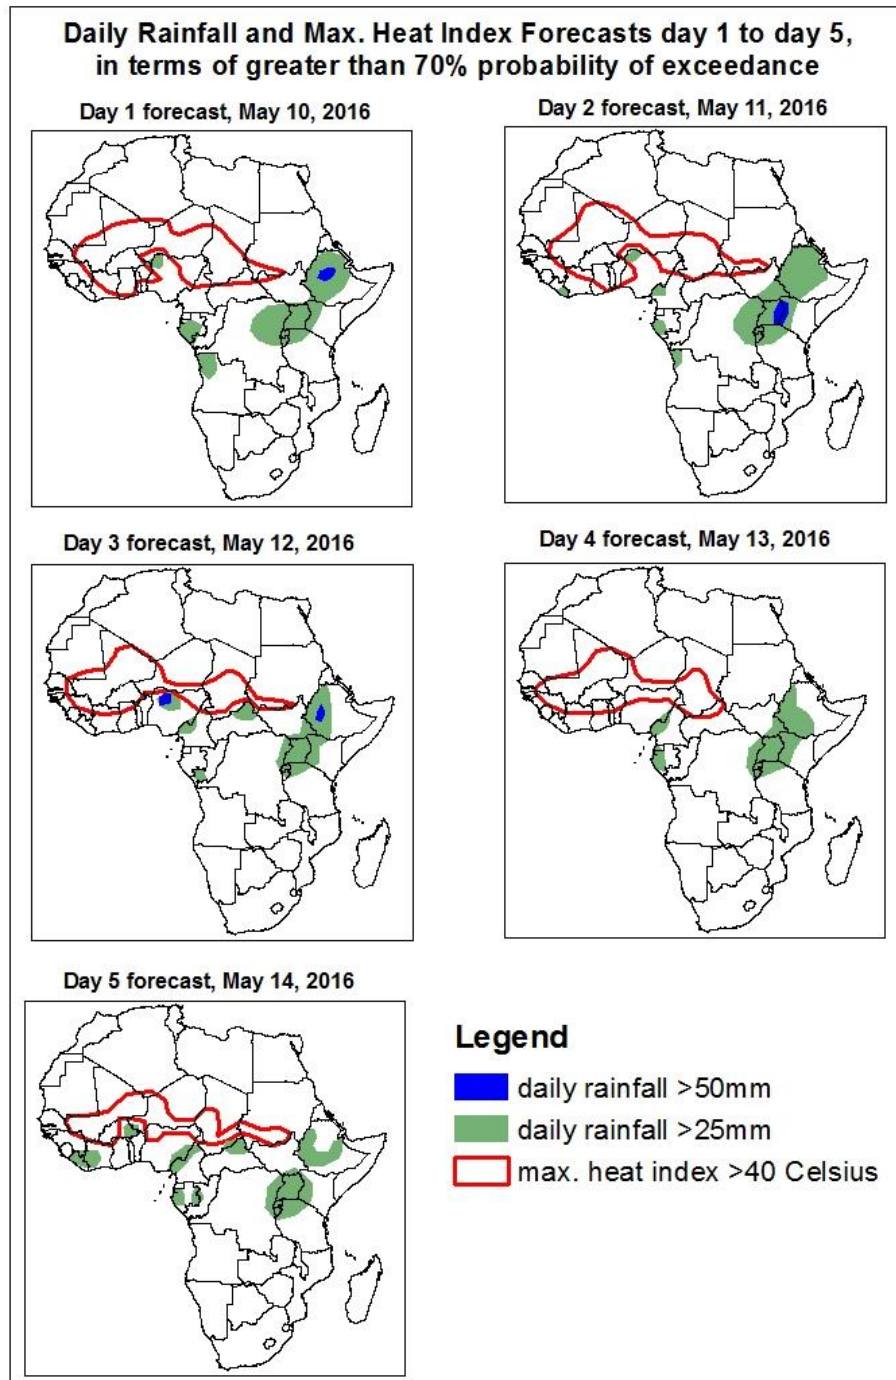 Daily Rainfall and Max. Heat Index Forecasts day 1 to day 5,
in terms of greater than 70% probability of exceedance
Day 1 forecast, May 10, 2016
Day 2 forecast, May 11, 2016
Day 3 forecast, May 12, 2016
Day 4 forecast, May 13, 2016
Day 5 forecast, May 14, 2016
Legend
daily rainfall >50mm
daily rainfall >25mm
max. heat index >40 Celsius